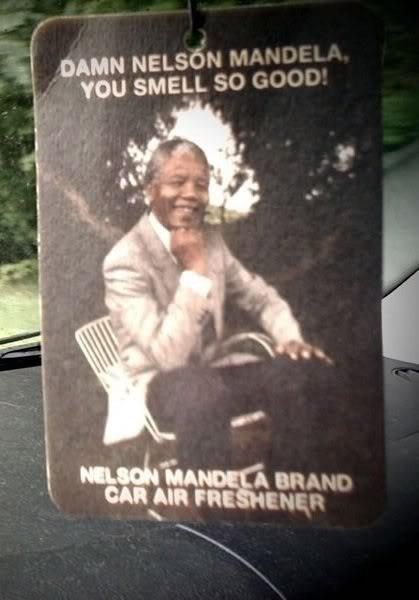 DAMN NELSON MANDELA,
YOU SMELL SO GOOD!
NELSON MANDELA BRAND
CAR AIR FRESHENER